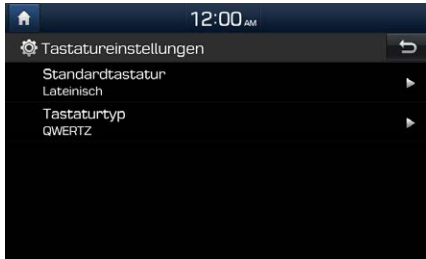 12:00 AM
Tastatureinstellungen
Standardtastatur
Lateinisch
Tastaturtyp
QWERTZ